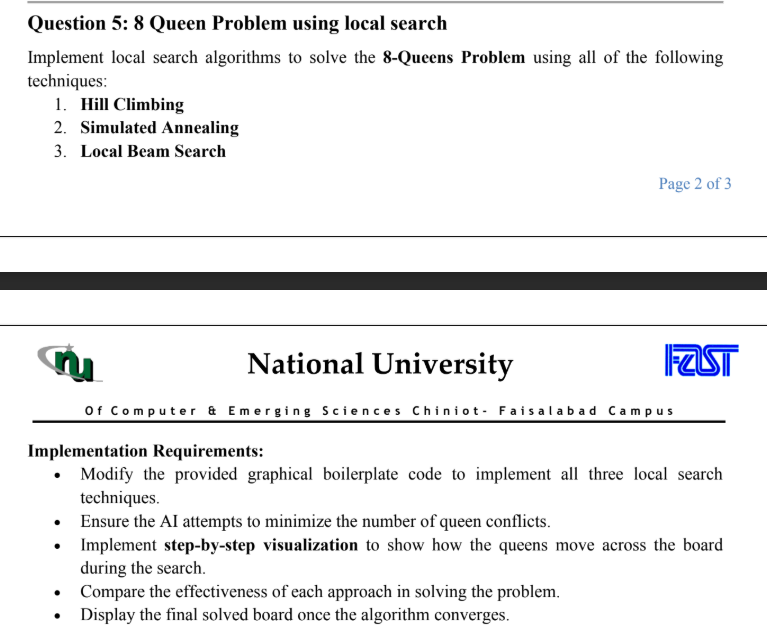 Question 5: 8 Queen Problem using local search
Implement local search algorithms to solve the 8-Queens Problem using all of the following
techniques:
1. Hill Climbing
2. Simulated Annealing
3. Local Beam Search
Page 2 of 3
nu
National University
FAST
Of Computer & Emerging Sciences Chiniot- Faisalabad Campus
Implementation Requirements:
• Modify the provided graphical boilerplate code to implement all three local search
techniques.
• Ensure the AI attempts to minimize the number of queen conflicts.
• Implement step-by-step visualization to show how the queens move across the board
during the search.
• Compare the effectiveness of each approach in solving the problem.
• Display the final solved board once the algorithm converges.